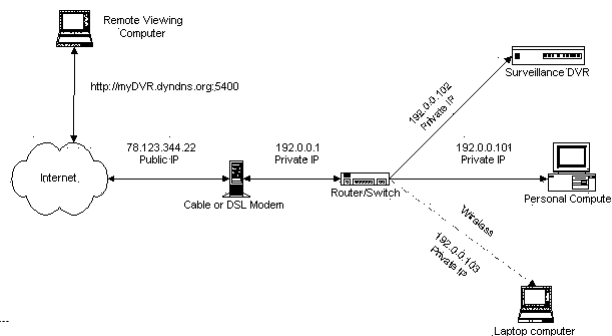 Remote Viewing
Computer
http://myDVR.dyndns.org:5400
Internet
78.123.344.22
Public IP
Cable or DSL Modem
192.0.0.1
Private IP
Router/Switch
192.0.0.102
Private IP
Surveillance DVR
192.0.0.101
Private IP
Personal Compute
Wireless
192.0.0.103
Private IP
Laptop computer